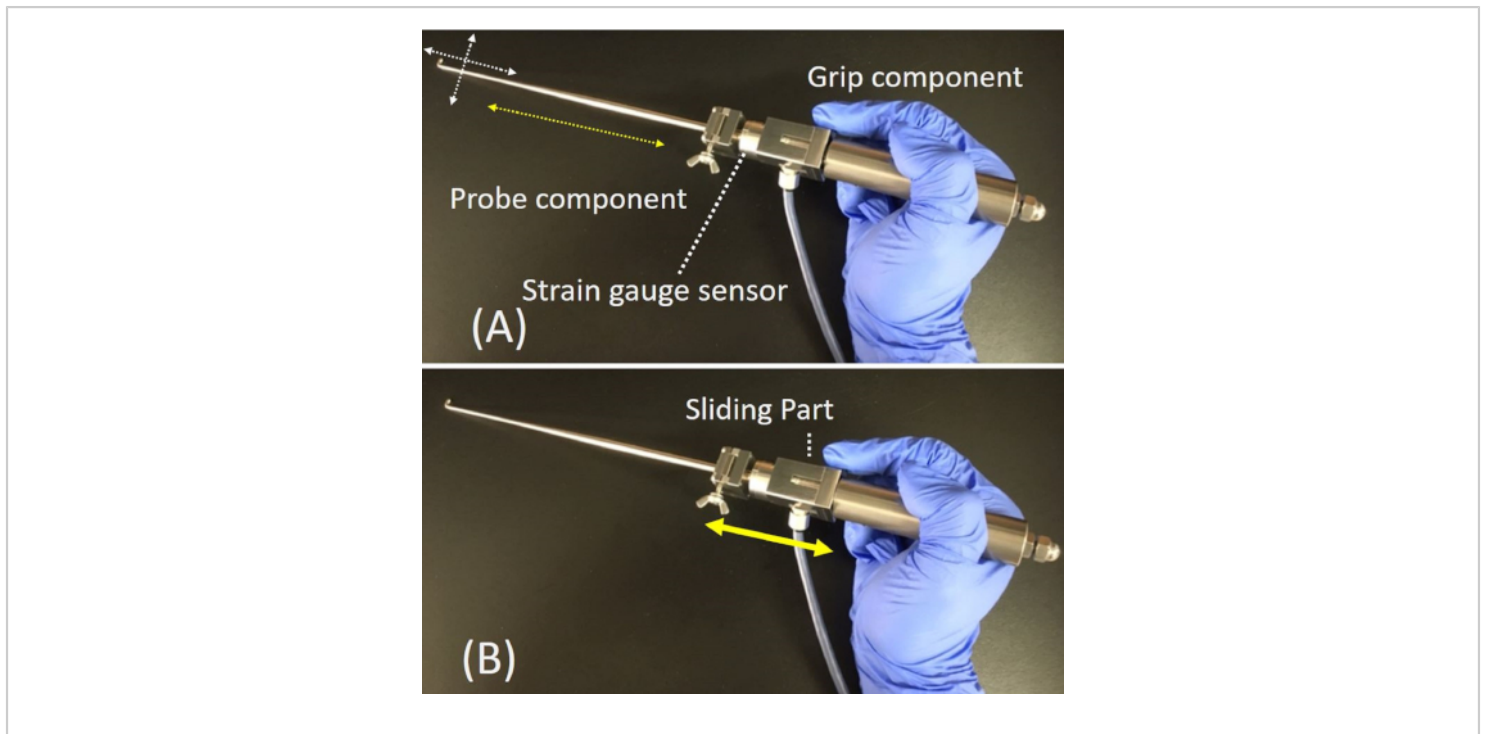 Grip component
Probe component
Strain gauge sensor
(A)
Sliding Part
(B)